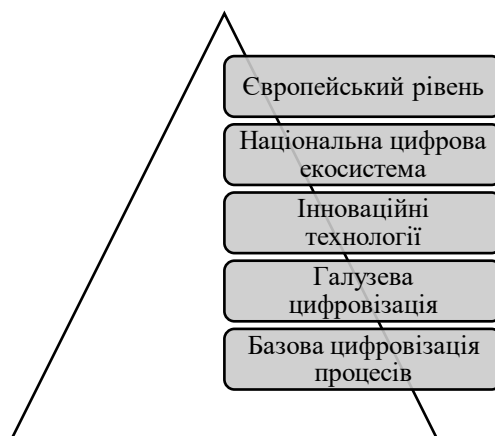 Європейський рівень
Національна цифрова
екосистема
Інноваційні
технології
Галузева
цифровізація
Базова цифровізація
процесів